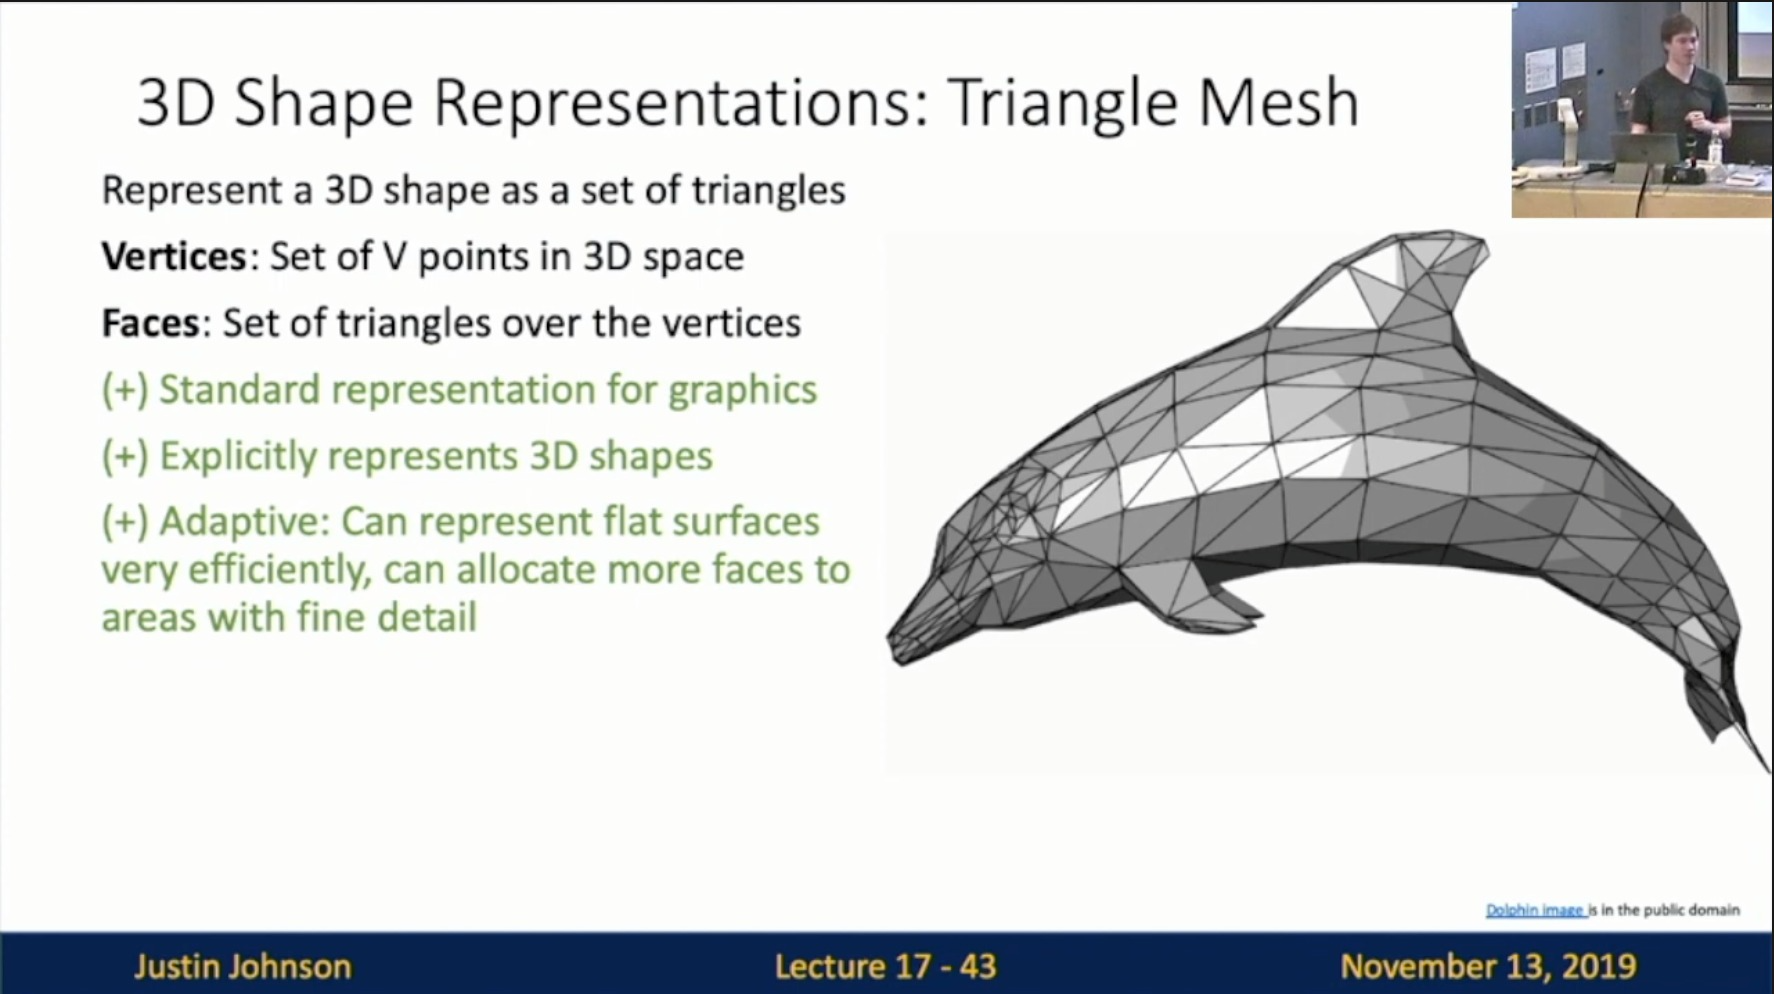 3D Shape Representations: Triangle Mesh
Represent a 3D shape as a set of triangles
Vertices: Set of V points in 3D space
Faces: Set of triangles over the vertices
(+) Standard representation for graphics
(+) Explicitly represents 3D shapes
(+) Adaptive: Can represent flat surfaces
very efficiently, can allocate more faces to
areas with fine detail
Dolphin image is in the public domain
Justin Johnson
Lecture 17 - 43
November 13, 2019